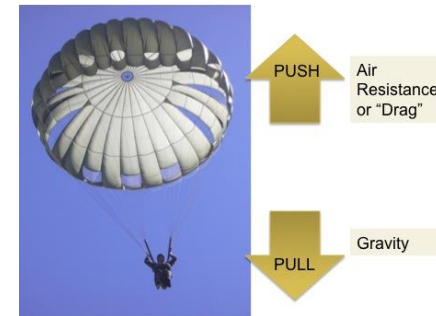 PUSH
Air
Resistance
or “Drag”
PULL
Gravity